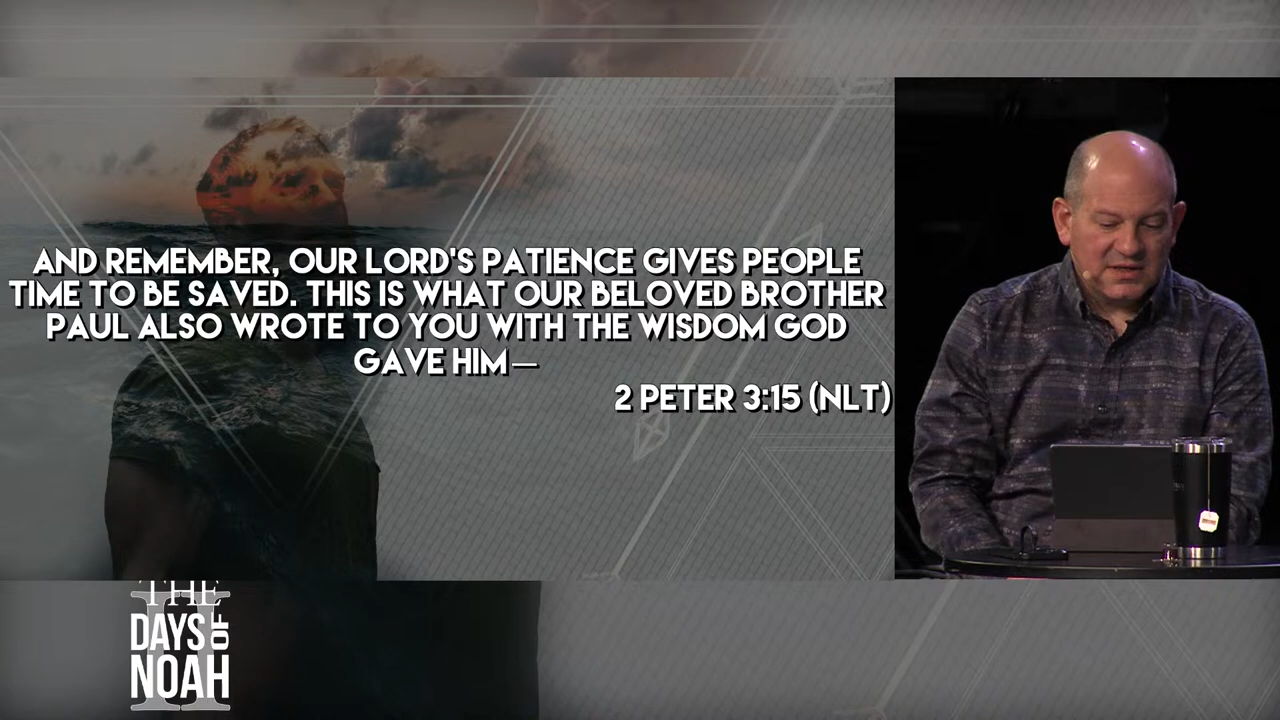 AND REMEMBER, OUR LORD'S PATIENCE GIVES PEOPLE
TIME TO BE SAVED. THIS IS WHAT OUR BELOVED BROTHER
PAUL ALSO WROTE TO YOU WITH THE WISDOM GOD
GAVE HIM—
2 PETER 3:15 (NLT)
THE
II
DAYS OF
NOAH